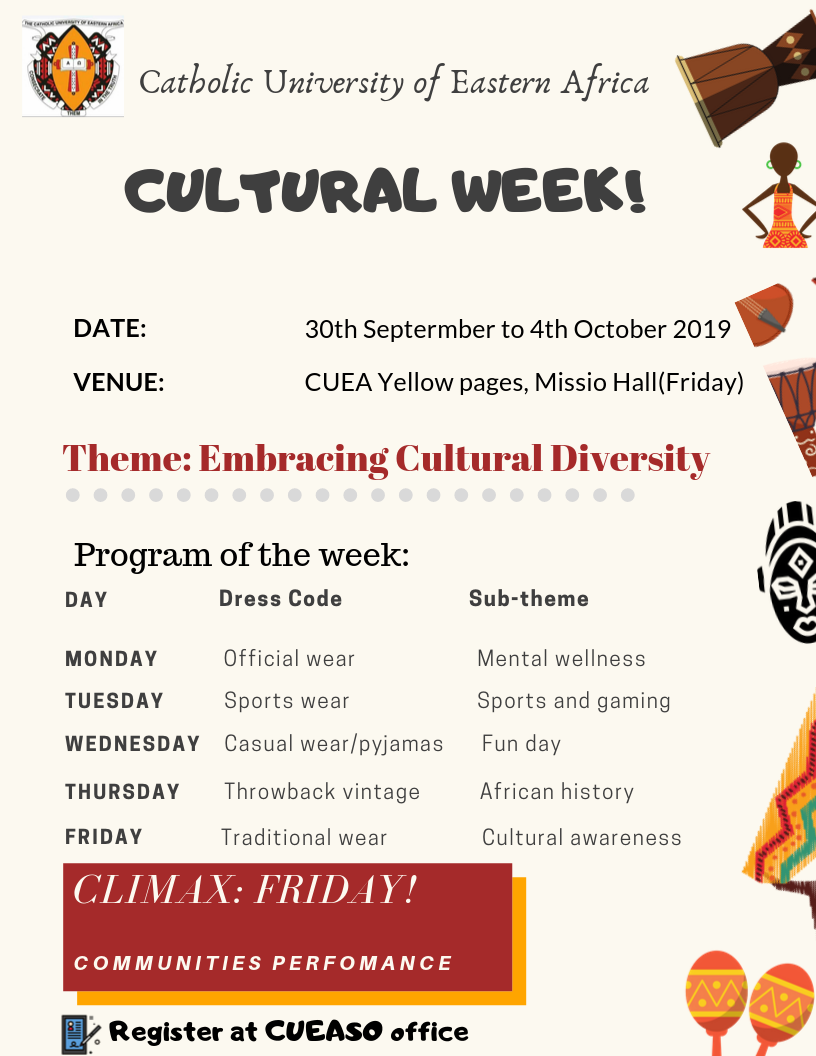 THE CATHOLIC UNIVERSITY OF EASTERN AFRICA
A Ω
CONSECRATE THEM IN THE TRUTH
Catholic University of Eastern Africa
CULTURAL WEEK!
DATE: 30th Septermber to 4th October 2019
VENUE: CUEA Yellow pages, Missio Hall(Friday)
Theme: Embracing Cultural Diversity
Program of the week:
DAY Dress Code Sub-theme
MONDAY Official wear Mental wellness
TUESDAY Sports wear Sports and gaming
WEDNESDAY Casual wear/pyjamas Fun day
THURSDAY Throwback vintage African history
FRIDAY Traditional wear Cultural awareness
CLIMAX: FRIDAY!
COMMUNITIES PERFOMANCE
Register at CUEASO office